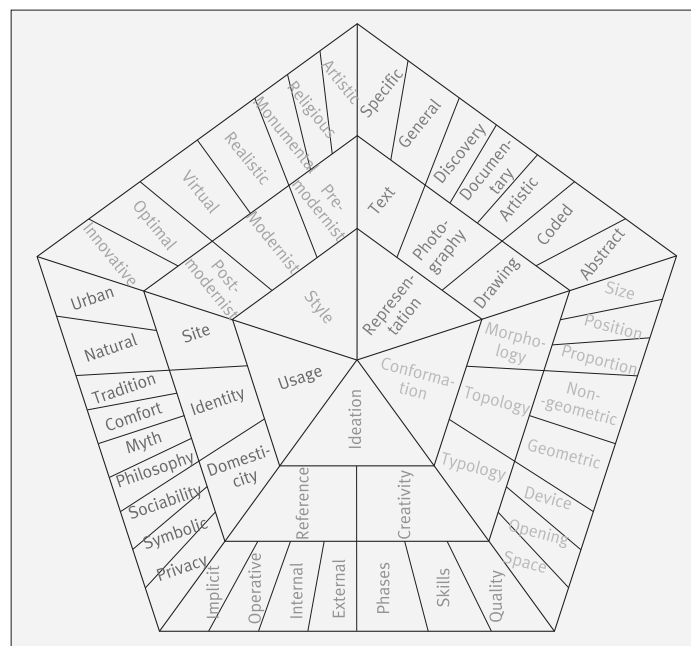 Artistic
Religious
Monumental
Realistic
Virtual
Optimal
Innovative
Specific
General
Discovery
Documen-
tary
Artistic
Coded
Abstract
Pre-
modernist
Modernist
Post-
modernist
Text
Photo-
graphy
Drawing
Style
Represen-
tation
Usage
Conforma-
tion
Ideation
Urban
Natural
Tradition
Comfort
Myth
Philosophy
Sociability
Symbolic
Privacy
Site
Identity
Domesti-
city
Morpho-
logy
Topology
Typology
Size
Position
Proportion
Non-
-geometric
Geometric
Device
Opening
Space
Reference
Creativity
Implicit
Operative
Internal
External
Phases
Skills
Quality